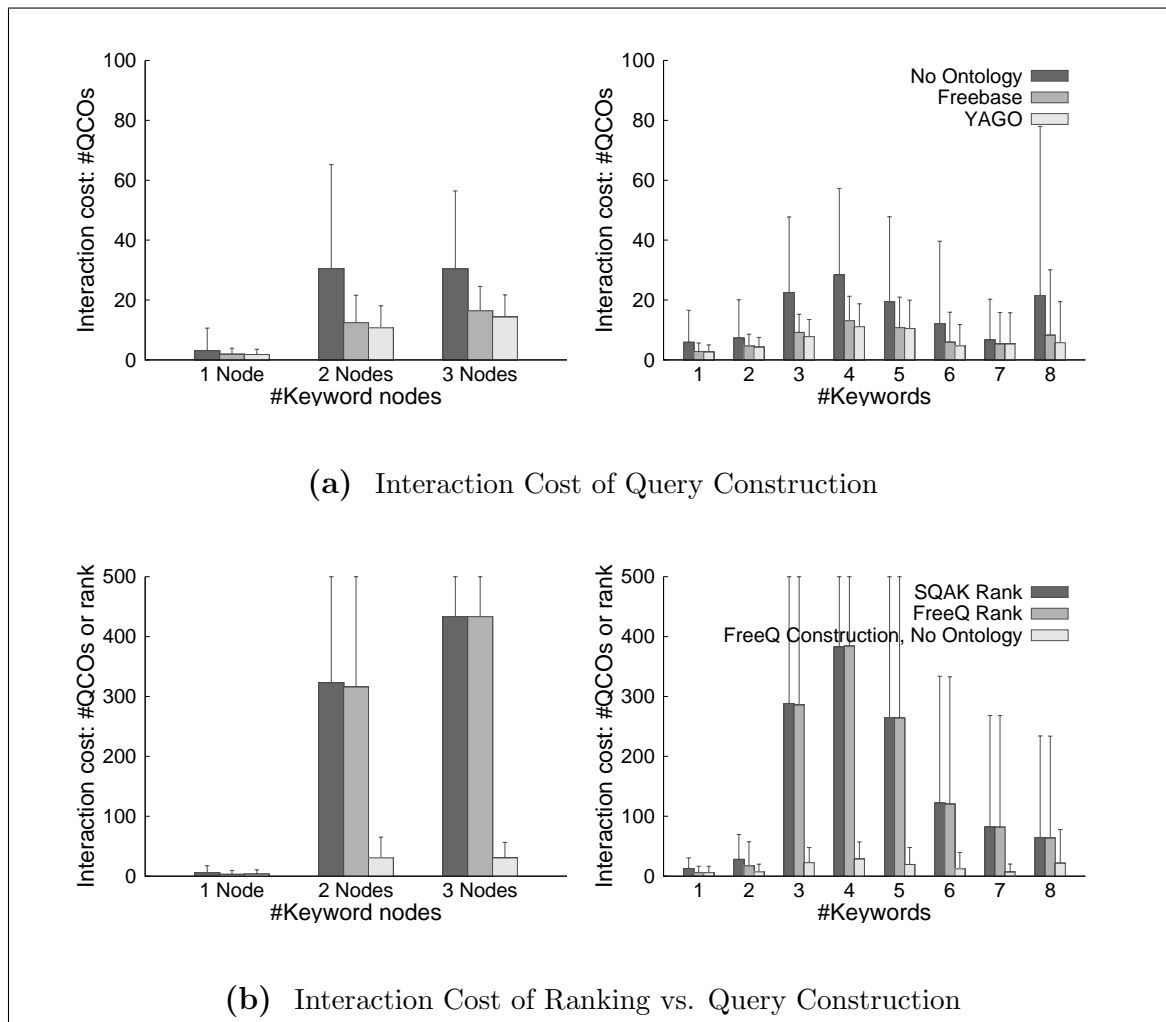 100
80
60
40
20
0
Interaction cost: #QCOs
1 Node 2 Nodes 3 Nodes
#Keyword nodes
100
80
60
40
20
0
Interaction cost: #QCOs
No Ontology
Freebase
YAGO
1 2 3 4 5 6 7 8
#Keywords
(a) Interaction Cost of Query Construction
500
400
300
200
100
0
Interaction cost: #QCOs or rank
1 Node 2 Nodes 3 Nodes
#Keyword nodes
500
400
300
200
100
0
Interaction cost: #QCOs or rank
SQAK Rank
FreeQ Rank
FreeQ Construction, No Ontology
1 2 3 4 5 6 7 8
#Keywords
(b) Interaction Cost of Ranking vs. Query Construction